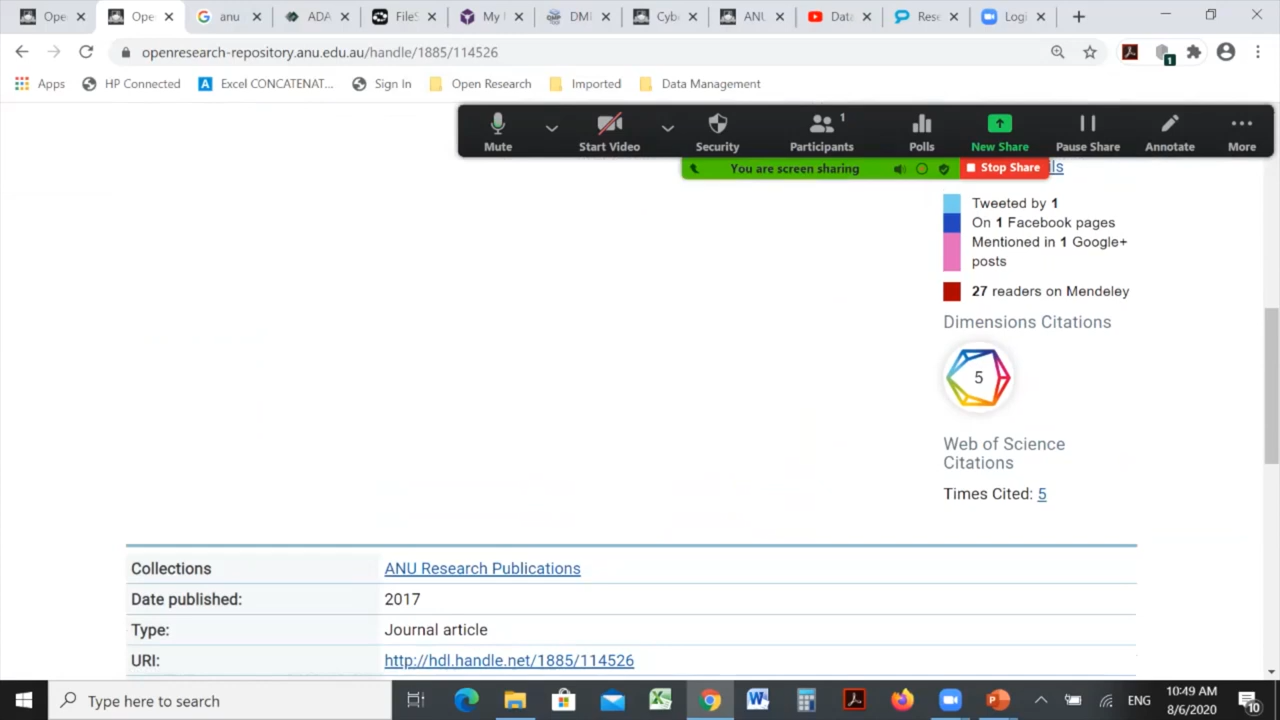 Ope
Ope
anu
ADA
FileS
My I
DMP
DMI
Cyb
ANU
Data
Rese
Logi
openresearch-repository.anu.edu.au/handle/1885/114526
Apps
HP Connected
Excel CONCATENAT...
Sign In
Open Research
Imported
Data Management
Mute
Start Video
Security
Participants
1
Polls
New Share
Pause Share
Annotate
More
You are screen sharing
Stop Share
ls
Tweeted by 1
On 1 Facebook pages
Mentioned in 1 Google+
posts
27 readers on Mendeley
Dimensions Citations
5
Web of Science
Citations
Times Cited: 5
Collections
ANU Research Publications
Date published:
2017
Type:
Journal article
URI:
http://hdl.handle.net/1885/114526
Type here to search
ENG
10:49 AM
8/6/2020
10